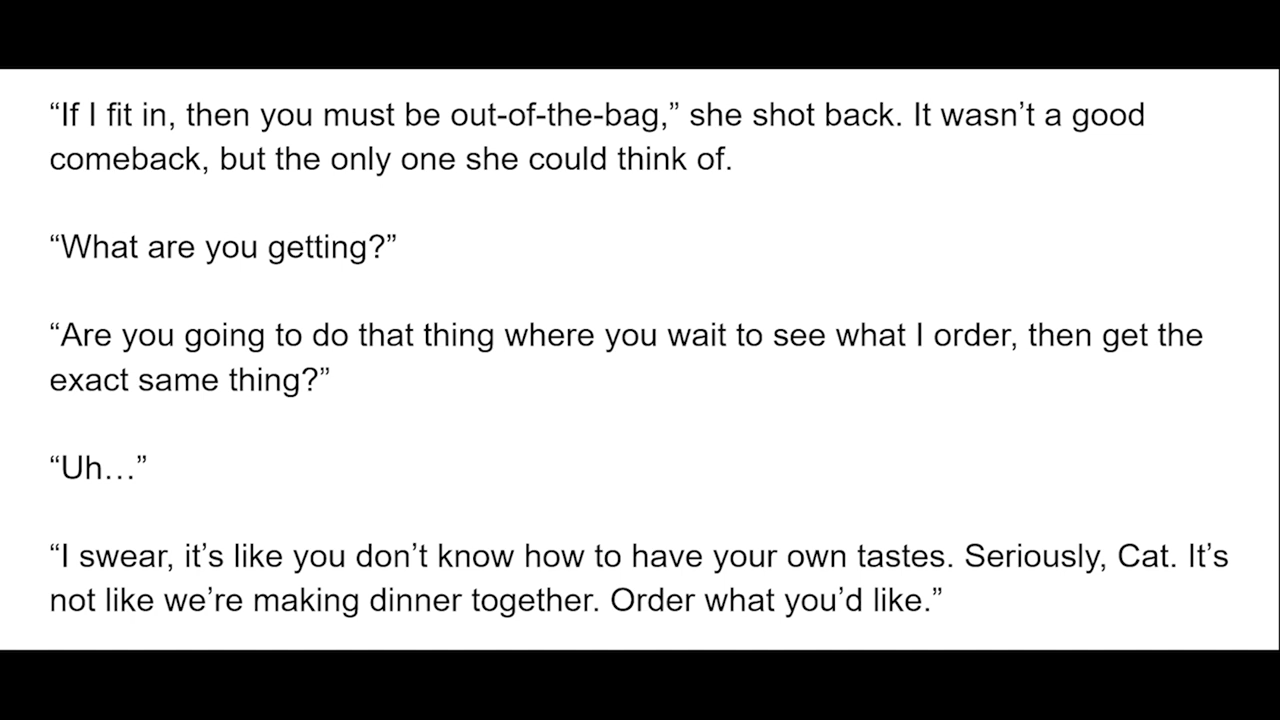 “If I fit in, then you must be out-of-the-bag,” she shot back. It wasn’t a good
comeback, but the only one she could think of.
“What are you getting?”
“Are you going to do that thing where you wait to see what I order, then get the
exact same thing?”
“Uh…”
“I swear, it’s like you don’t know how to have your own tastes. Seriously, Cat. It’s
not like we’re making dinner together. Order what you’d like.”